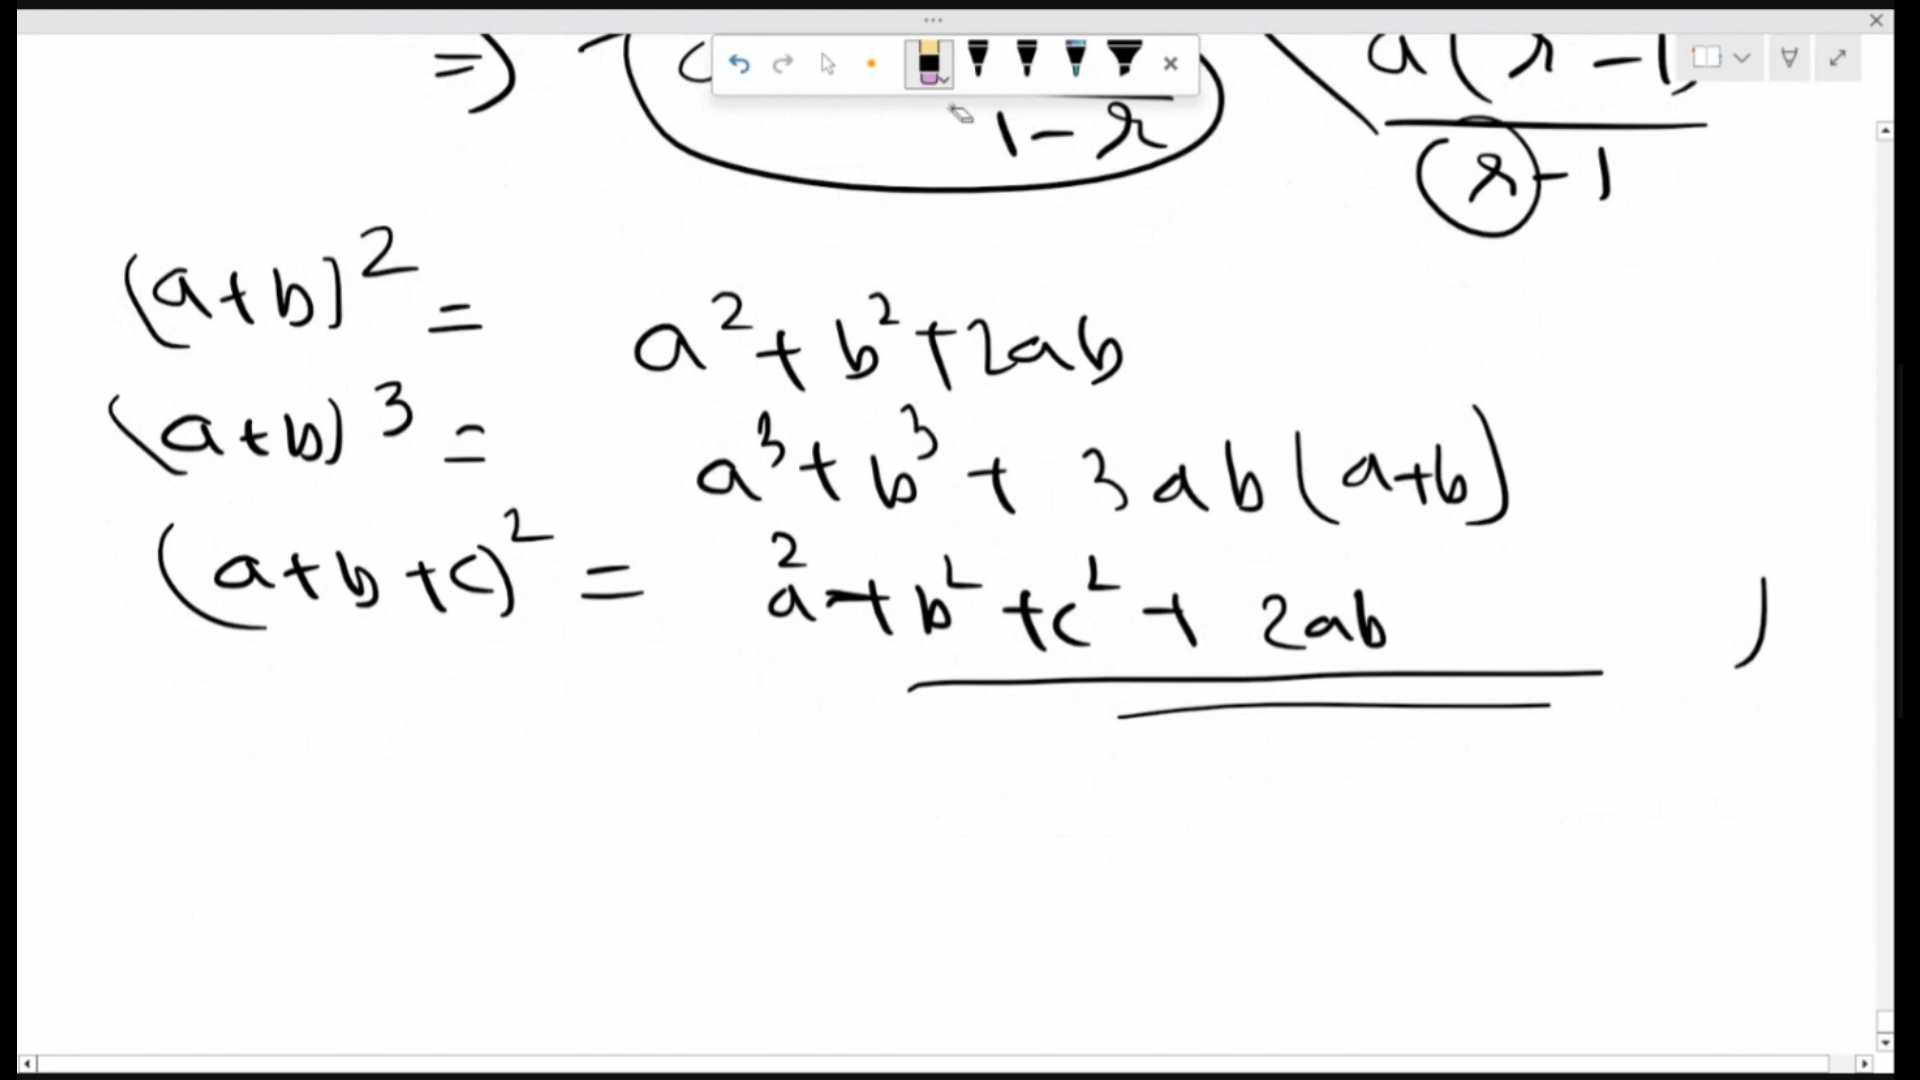 =)
a(r-1)
1-r
(r-1
(a+b)² =
a²+b²+2ab
(a+b)³ =
a³+b³+3ab(a+b)
(a+b+c)² = a²+b²+c²+2ab )